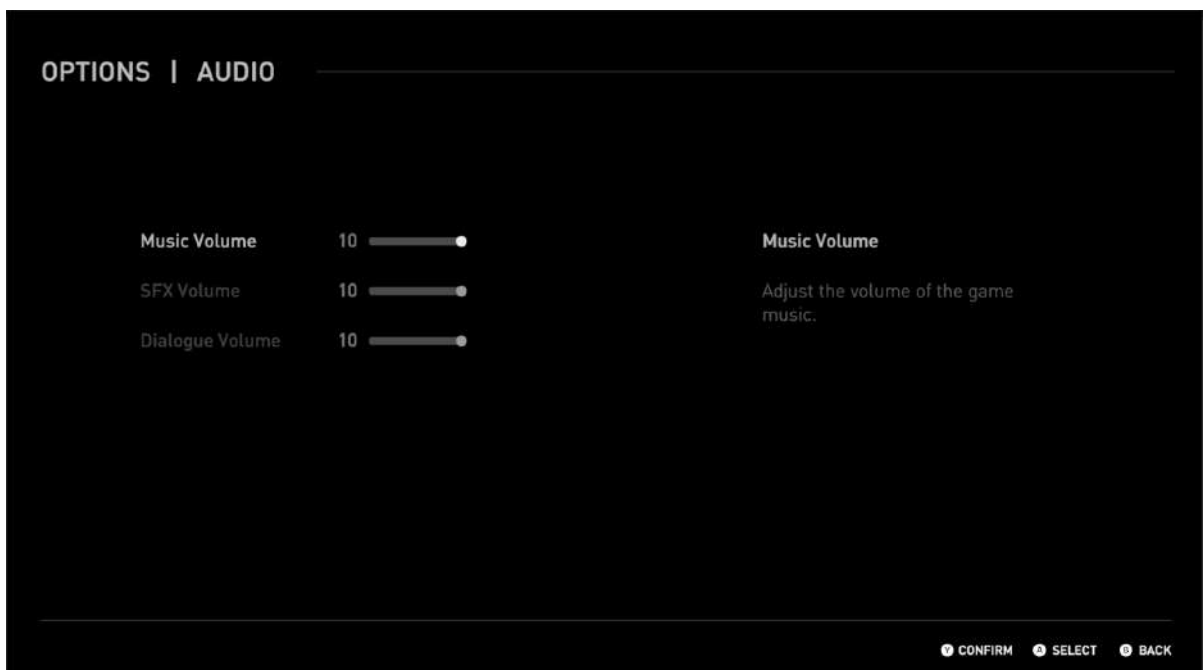 OPTIONS | AUDIO
Music Volume 10
SFX Volume 10
Dialogue Volume 10
Music Volume
Adjust the volume of the game
music.
Y CONFIRM A SELECT B BACK